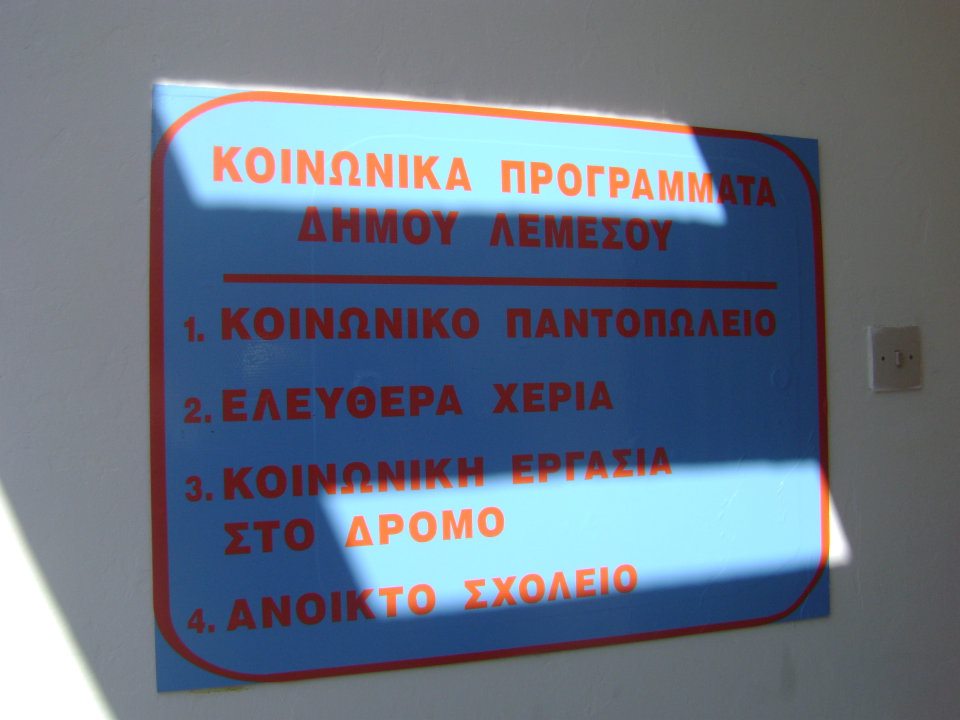 ΚΟΙΝΩΝΙΚΑ ΠΡΟΓΡΑΜΜΑΤΑ
ΔΗΜΟΥ ΛΕΜΕΣΟΥ
1. ΚΟΙΝΩΝΙΚΟ ΠΑΝΤΟΠΩΛΕΙΟ
2. ΕΛΕΥΘΕΡΑ ΧΕΡΙΑ
3. ΚΟΙΝΩΝΙΚΗ ΕΡΓΑΣΙΑ
ΣΤΟ ΔΡΟΜΟ
4. ΑΝΟΙΚΤΟ ΣΧΟΛΕΙΟ